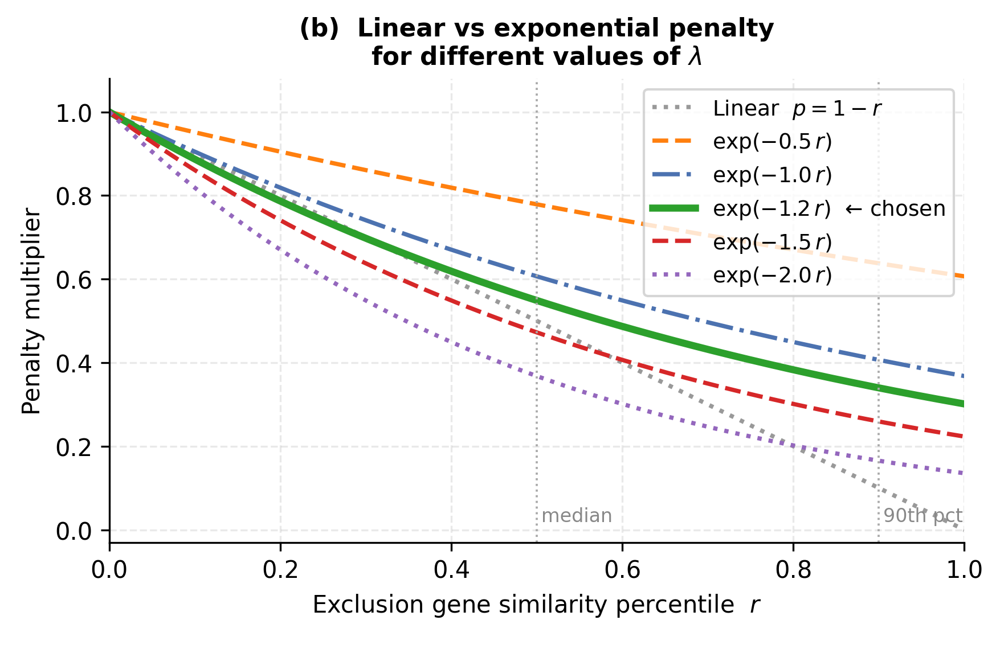 (b)  Linear vs exponential penalty
for different values of λ
Penalty multiplier
1.0
0.8
0.6
0.4
0.2
0.0
Linear  p = 1 − r
exp(−0.5 r)
exp(−1.0 r)
exp(−1.2 r)  ← chosen
exp(−1.5 r)
exp(−2.0 r)
median
90th pct
0.0
0.2
0.4
0.6
0.8
1.0
Exclusion gene similarity percentile  r